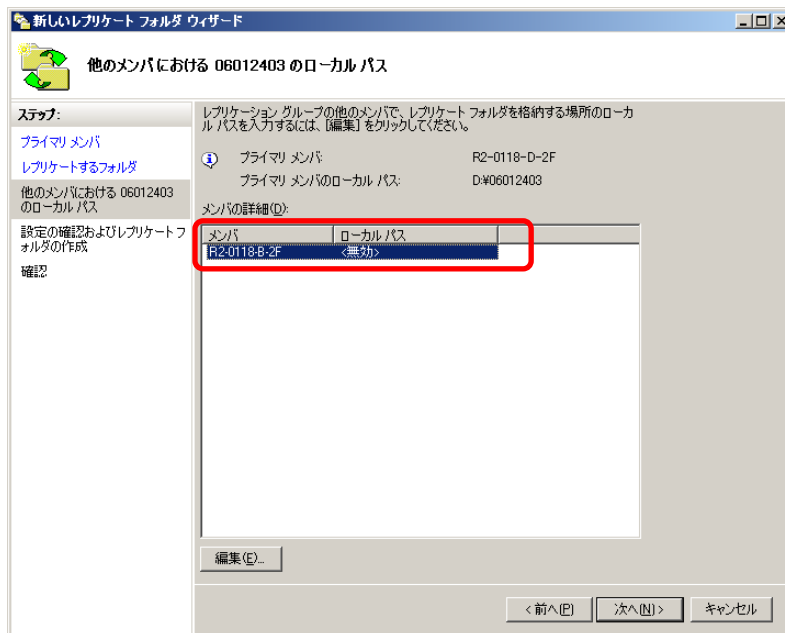 新しいレプリケート フォルダ ウィザード
他のメンバにおける 06012403 のローカル パス
ステップ:
プライマリ メンバ
レプリケートするフォルダ
他のメンバにおける 06012403
のローカル パス
設定の確認およびレプリケート フ
ォルダの作成
確認
レプリケーション グループの他のメンバで、レプリケート フォルダを格納する場所のローカ
ル パスを入力するには、[編集] をクリックしてください。
プライマリ メンバ: R2-0118-D-2F
プライマリ メンバのローカル パス: D:¥06012403
メンバの詳細(D):
メンバ ローカル パス
R2-0118-B-2F <無効>
編集(E)...
< 前へ(P) 次へ(N) > キャンセル